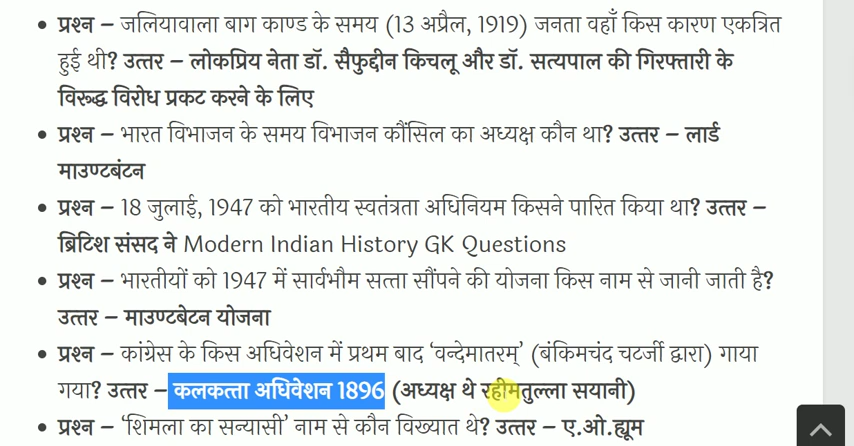 • प्रश्न – जलियावाला बाग काण्ड के समय (13 अप्रैल, 1919) जनता वहाँ किस कारण एकत्रित
हुई थी? उत्तर – लोकप्रिय नेता डॉ. सैफुद्दीन किचलू और डॉ. सत्यपाल की गिरफ्तारी के
विरूद्ध विरोध प्रकट करने के लिए
• प्रश्न – भारत विभाजन के समय विभाजन कौंसिल का अध्यक्ष कौन था? उत्तर – लार्ड
माउण्टबंटन
• प्रश्न – 18 जुलाई, 1947 को भारतीय स्वतंत्रता अधिनियम किसने पारित किया था? उत्तर –
ब्रिटिश संसद ने Modern Indian History GK Questions
• प्रश्न – भारतीयों को 1947 में सार्वभौम सत्ता सौंपने की योजना किस नाम से जानी जाती है?
उत्तर – माउण्टबेटन योजना
• प्रश्न – कांग्रेस के किस अधिवेशन में प्रथम बाद ‘वन्देमातरम्’ (बंकिमचंद चटर्जी द्वारा) गाया
गया? उत्तर – कलकत्ता अधिवेशन 1896 (अध्यक्ष थे रहीमतुल्ला सयानी)
• प्रश्न – ‘शिमला का सन्यासी’ नाम से कौन विख्यात थे? उत्तर – ए.ओ.ह्यूम